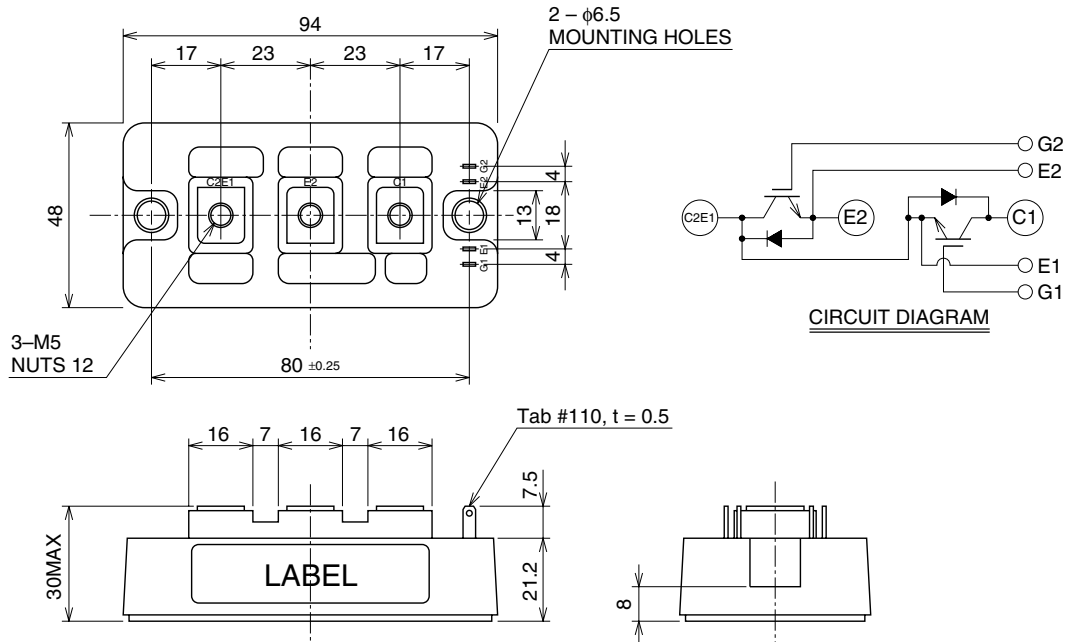 94
17 23 23 17
2 – ϕ6.5
MOUNTING HOLES
48
C2E1 E2 C1
G2
E2
E1
G1
4
13 18
4
3–M5
NUTS 12
80 ±0.25
G2
E2
C2E1 E2 C1
E1
G1
CIRCUIT DIAGRAM
16 7 16 7 16
Tab #110, t = 0.5
7.5
30MAX
LABEL
21.2
8